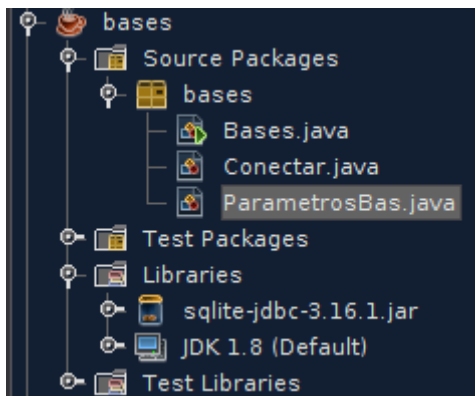 bases
Source Packages
bases
Bases.java
Conectar.java
ParametrosBas.java
Test Packages
Libraries
sqlite-jdbc-3.16.1.jar
JDK 1.8 (Default)
Test Libraries